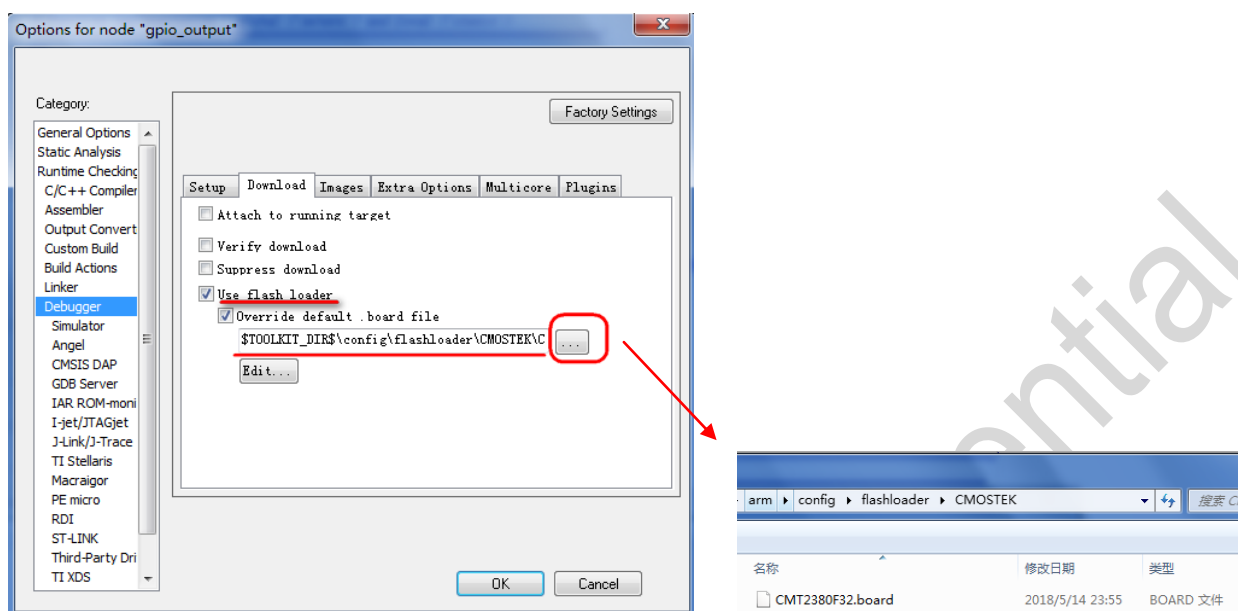 Options for node "gpio_output"
Category:
Factory Settings
General Options
Static Analysis
Runtime Checking
C/C++ Compiler
Assembler
Output Convert
Custom Build
Build Actions
Linker
Debugger
Simulator
Angel
CMSIS DAP
GDB Server
IAR ROM-moni
I-jet/JTAGjet
J-Link/J-Trace
TI Stellaris
Macraigor
PE micro
RDI
ST-LINK
Third-Party Dri
TI XDS
Setup Download Images Extra Options Multicore Plugins
Attach to running target
Verify download
Suppress download
Use flash loader
Override default .board file
$TOOLKIT_DIR$\config\flashloader\CMOSTEK\C ...
Edit...
OK Cancel
arm config flashloader CMOSTEK 搜索 C
名称 修改日期 类型
CMT2380F32.board 2018/5/14 23:55 BOARD 文件
ential